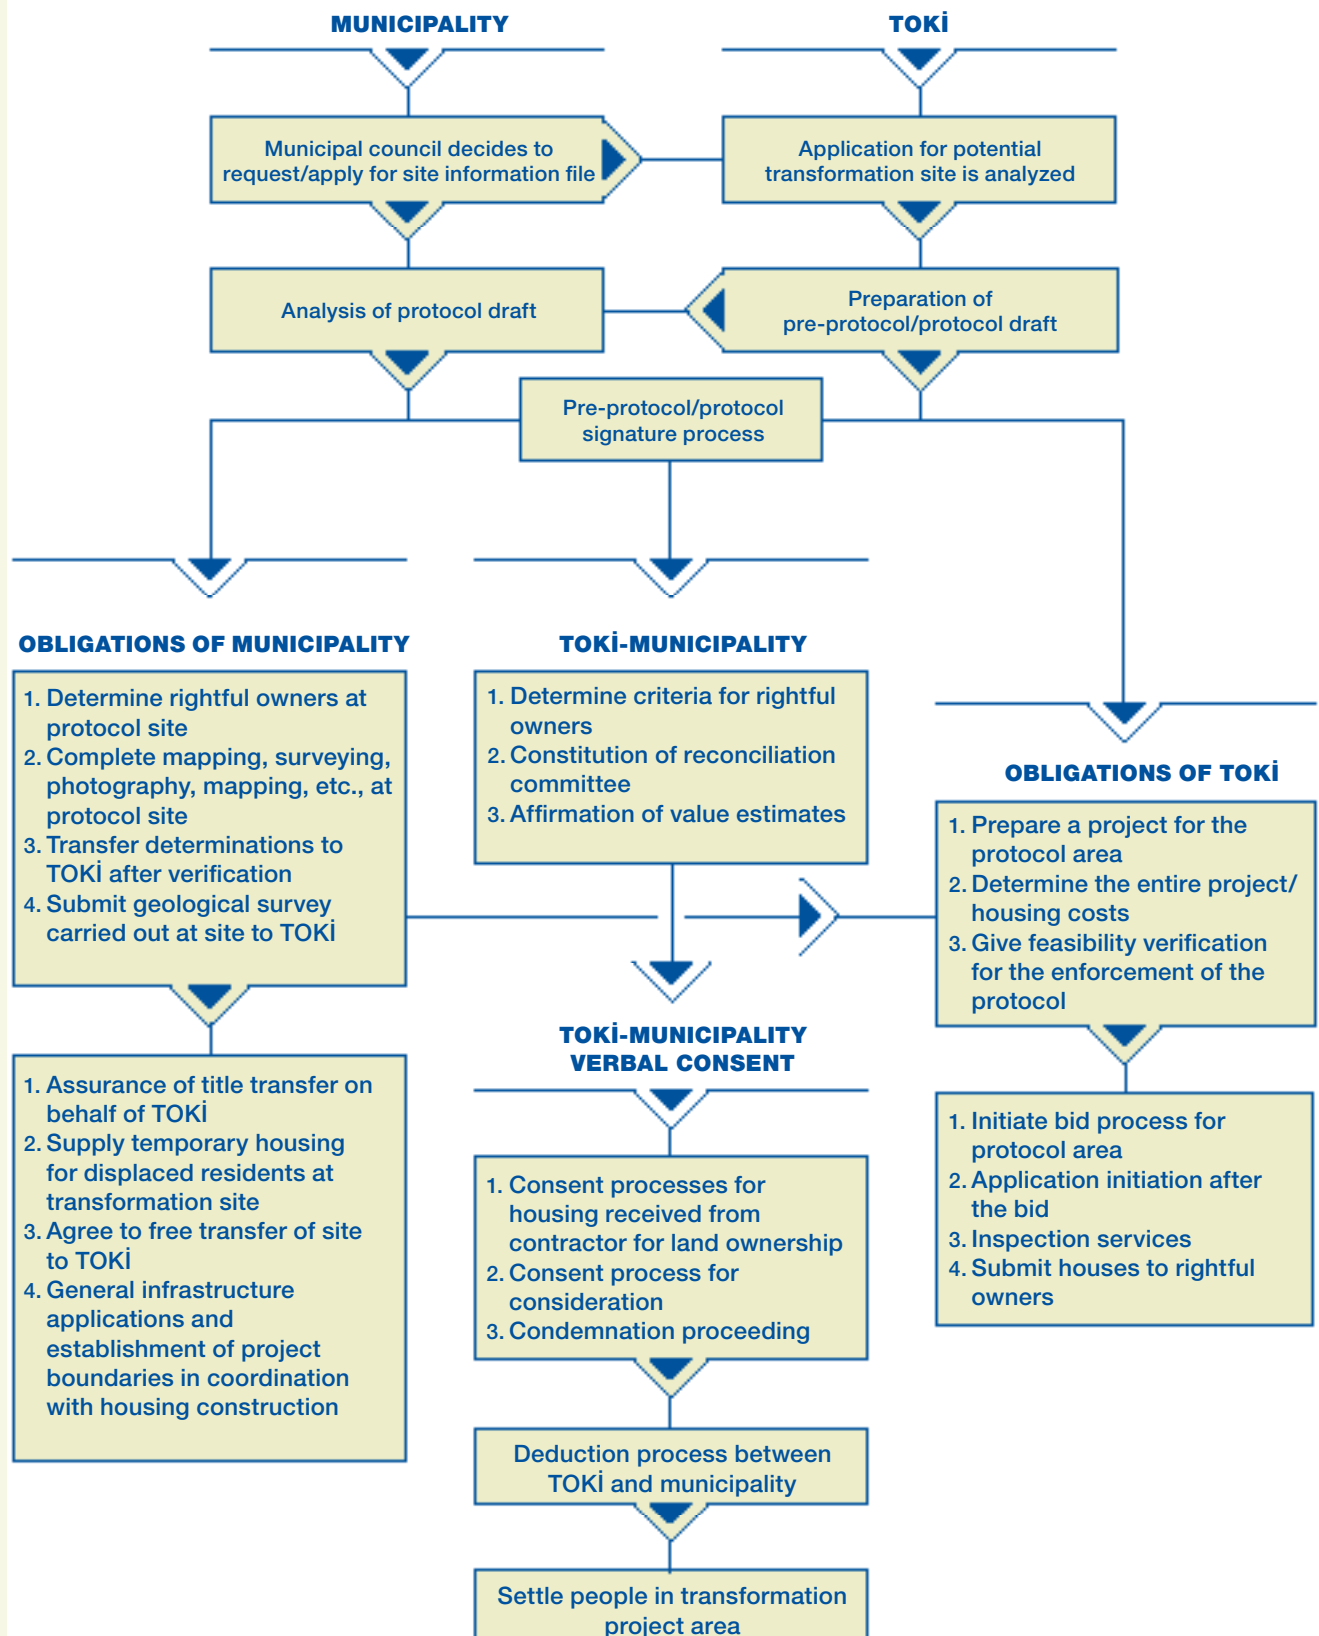 MUNICIPALITY
TOKİ
Municipal council decides to
request/apply for site information file
Application for potential
transformation site is analyzed
Analysis of protocol draft
Preparation of
pre-protocol/protocol draft
Pre-protocol/protocol
signature process
OBLIGATIONS OF MUNICIPALITY
1. Determine rightful owners at
protocol site
2. Complete mapping, surveying,
photography, mapping, etc., at
protocol site
3. Transfer determinations to
TOKİ after verification
4. Submit geological survey
carried out at site to TOKİ
1. Assurance of title transfer on
behalf of TOKİ
2. Supply temporary housing
for displaced residents at
transformation site
3. Agree to free transfer of site
to TOKİ
4. General infrastructure
applications and
establishment of project
boundaries in coordination
with housing construction
TOKİ-MUNICIPALITY
1. Determine criteria for rightful
owners
2. Constitution of reconciliation
committee
3. Affirmation of value estimates
TOKİ-MUNICIPALITY
VERBAL CONSENT
1. Consent processes for
housing received from
contractor for land ownership
2. Consent process for
consideration
3. Condemnation proceeding
Deduction process between
TOKİ and municipality
Settle people in transformation
project area
OBLIGATIONS OF TOKİ
1. Prepare a project for the
protocol area
2. Determine the entire project/
housing costs
3. Give feasibility verification
for the enforcement of the
protocol
1. Initiate bid process for
protocol area
2. Application initiation after
the bid
3. Inspection services
4. Submit houses to rightful
owners